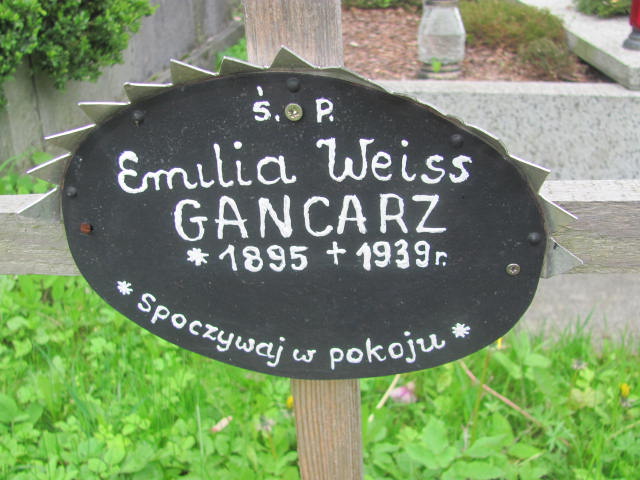 ś. P.
Emilia Weiss
GANCARZ
* 1895 + 1939 r.
* Spoczywaj w pokoju *